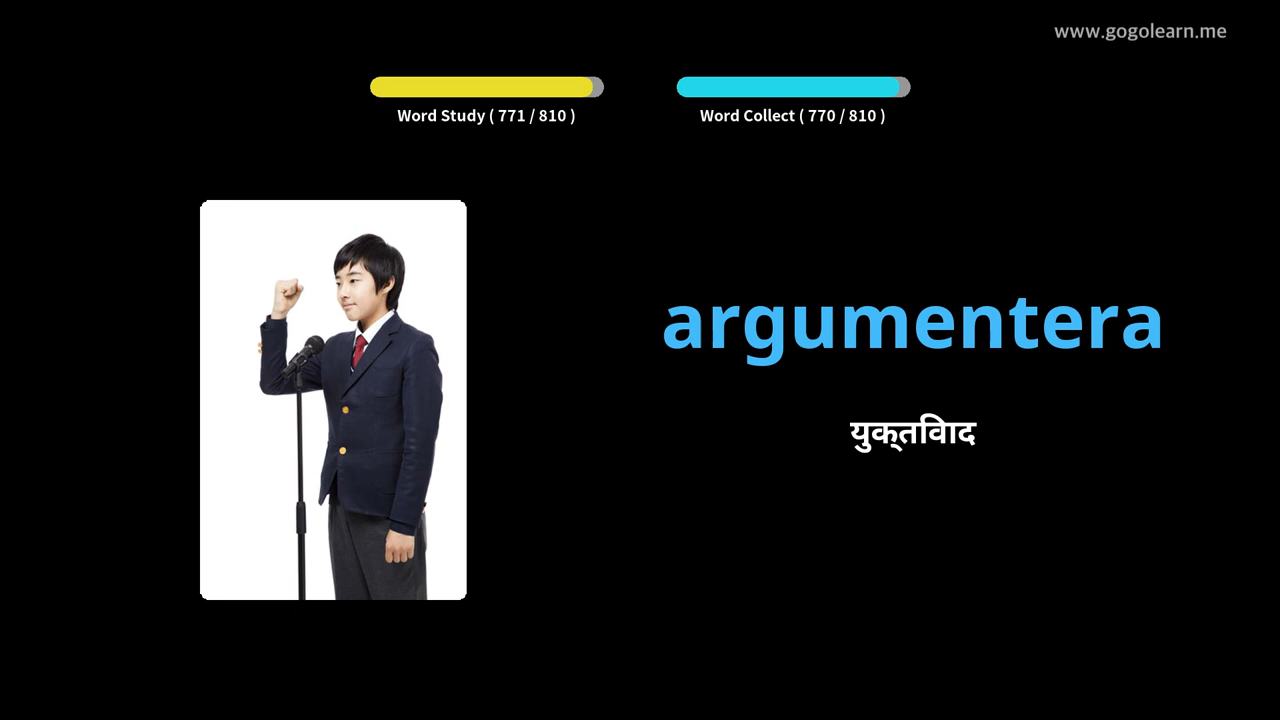 www.gogolearn.me
Word Study ( 771 / 810 )
Word Collect ( 770 / 810 )
argumentera
युक्तिवाद